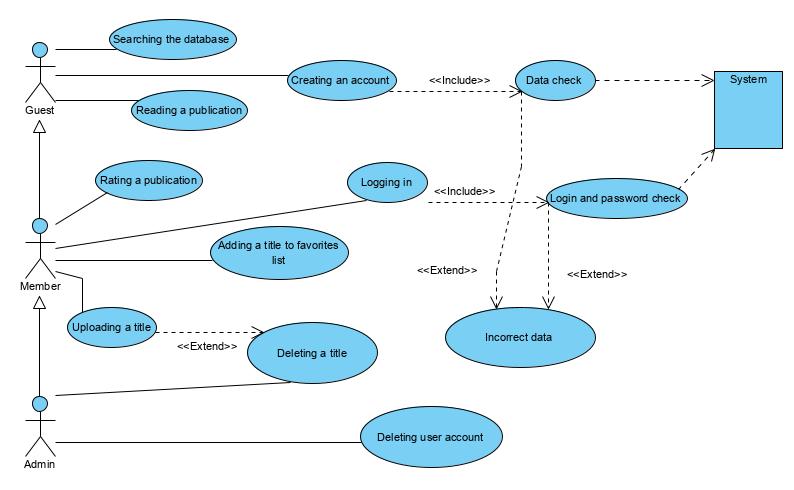 Searching the database
Creating an account
<<Include>>
Data check
System
Guest
Reading a publication
Rating a publication
Logging in
<<Include>>
Login and password check
Member
Adding a title to favorites
list
<<Extend>>
<<Extend>>
Uploading a title
<<Extend>>
Deleting a title
Incorrect data
Admin
Deleting user account